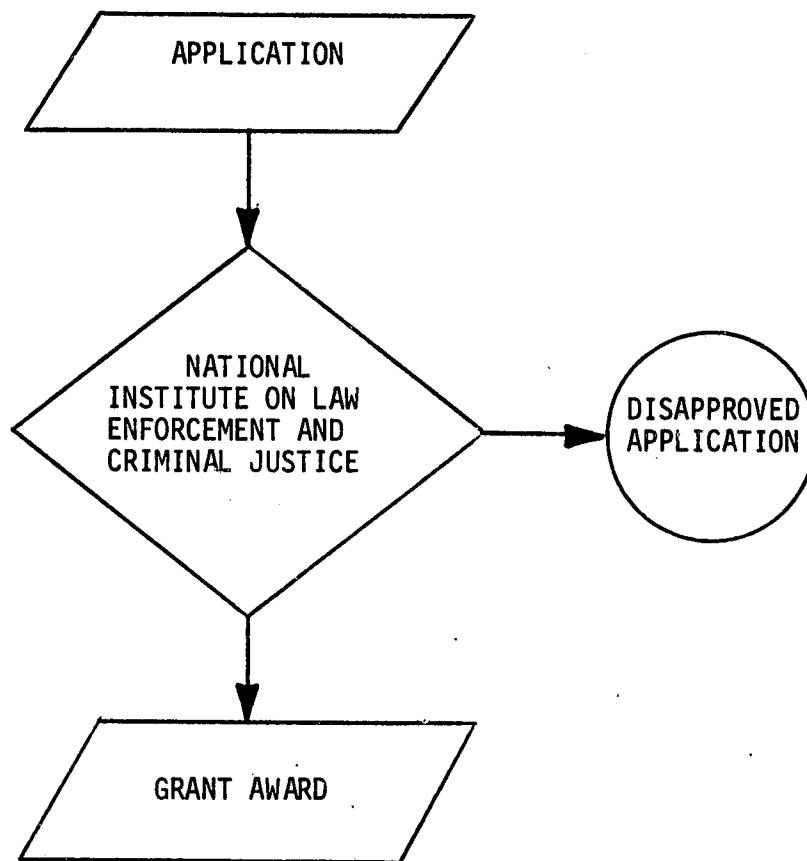 APPLICATION
NATIONAL
INSTITUTE ON LAW
ENFORCEMENT AND
CRIMINAL JUSTICE
DISAPPROVED
APPLICATION
GRANT AWARD